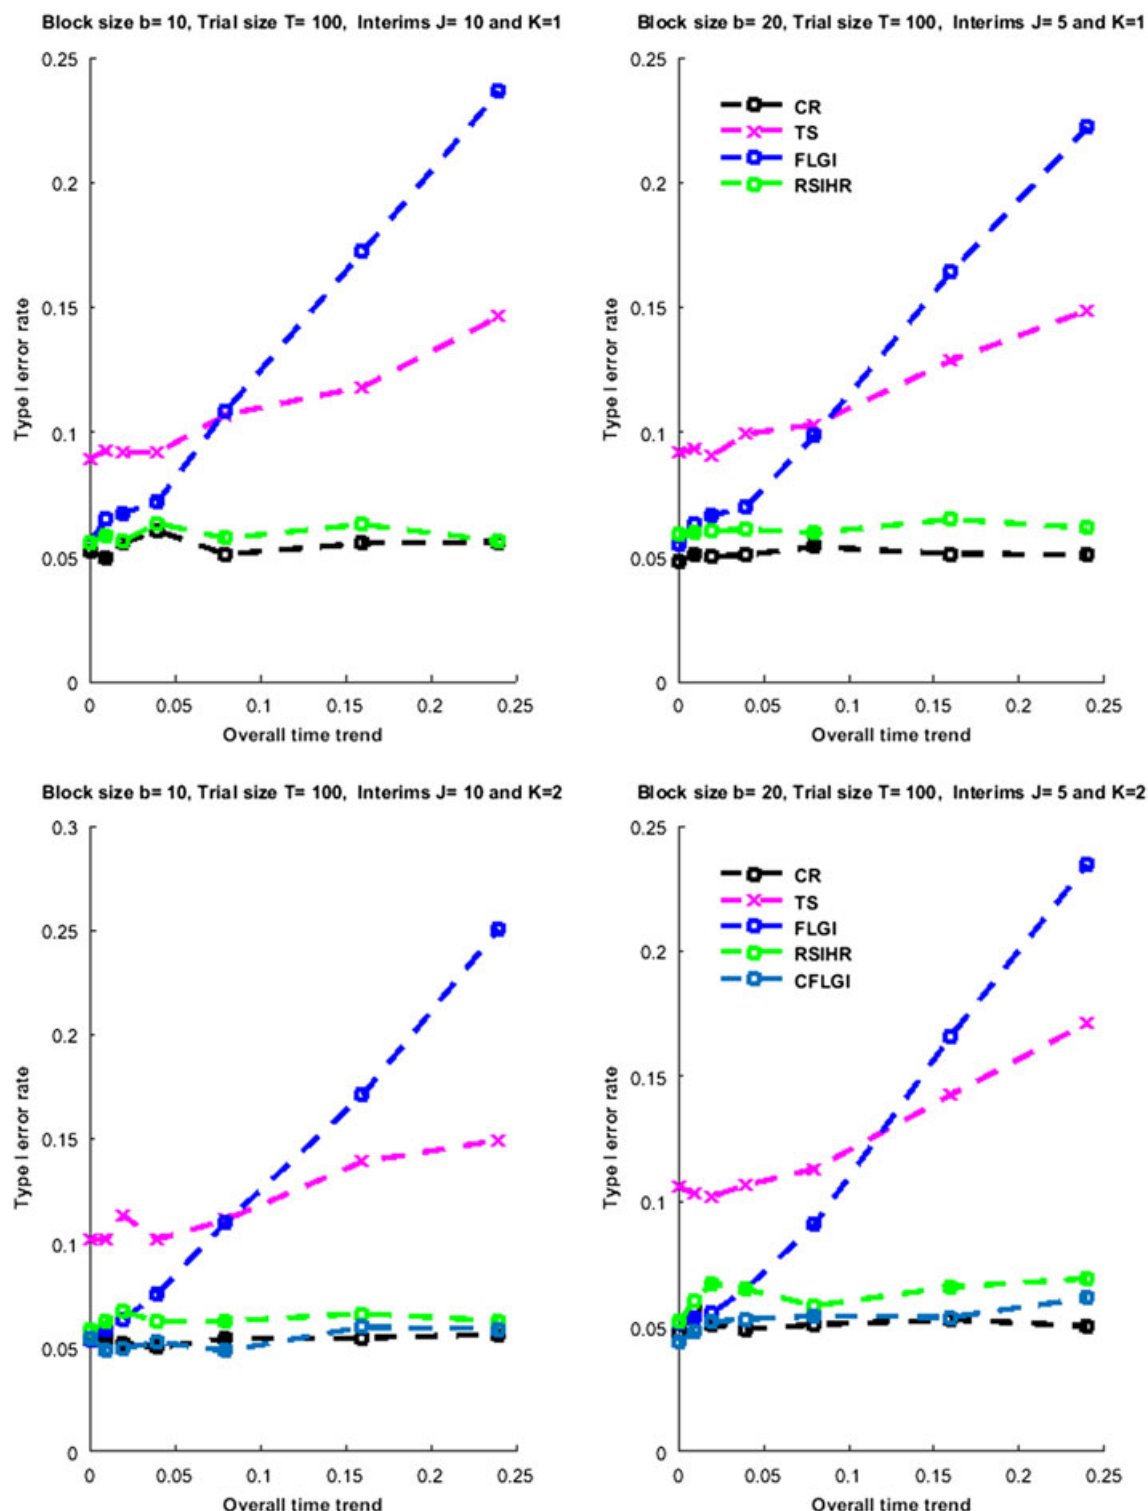 Block size b= 10, Trial size T= 100,  Interims J= 10 and K=1
0.25
0.2
0.15
0.1
0.05
0
Type I error rate
0 0.05 0.1 0.15 0.2 0.25
Overall time trend
Block size b= 20, Trial size T= 100,  Interims J= 5 and K=1
0.25
0.2
0.15
0.1
0.05
0
Type I error rate
CR
TS
FLGI
RSIHR
0 0.05 0.1 0.15 0.2 0.25
Overall time trend
Block size b= 10, Trial size T= 100,  Interims J= 10 and K=2
0.3
0.25
0.2
0.15
0.1
0.05
0
Type I error rate
0 0.05 0.1 0.15 0.2 0.25
Overall time trend
Block size b= 20, Trial size T= 100,  Interims J= 5 and K=2
0.25
0.2
0.15
0.1
0.05
0
Type I error rate
CR
TS
FLGI
RSIHR
CFLGI
0 0.05 0.1 0.15 0.2 0.25
Overall time trend